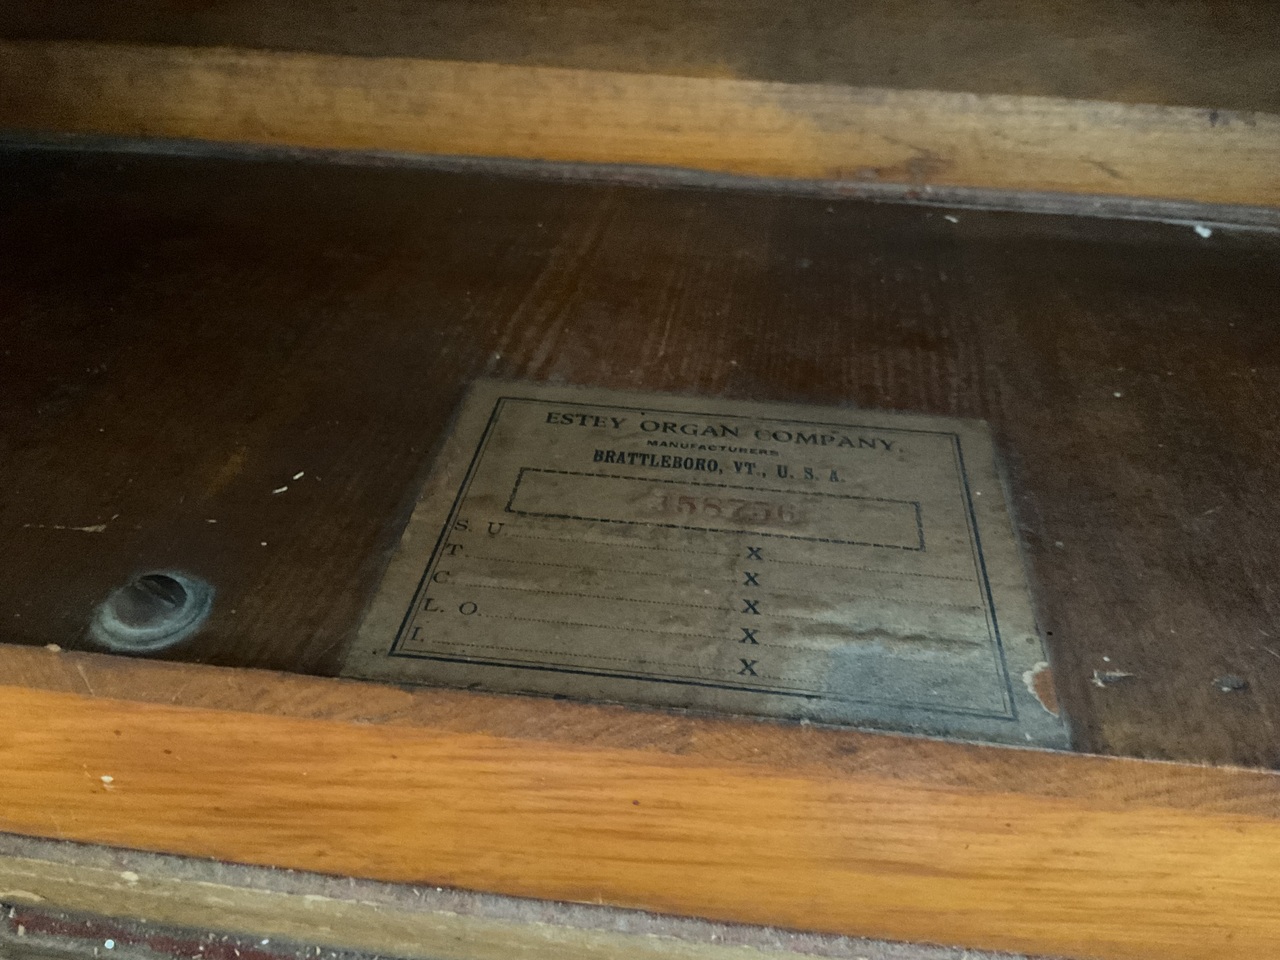 ESTEY ORGAN COMPANY,
MANUFACTURERS
BRATTLEBORO, VT., U. S. A.
358756
S. U. X
T. X
C. X
L. O. X
I. X